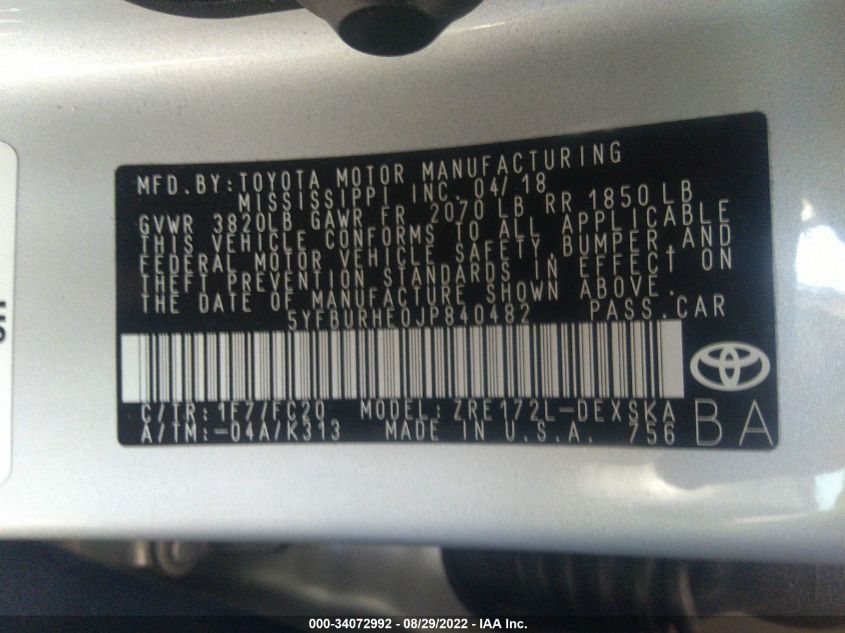 MFD.BY:TOYOTA MOTOR MANUFACTURING
MISSISSIPPI INC. 04/18
GVWR 3820LB GAWR FR 2070 LB RR 1850LB
THIS VEHICLE CONFORMS TO ALL APPLICABLE
FEDERAL MOTOR VEHICLE SAFETY,BUMPER,AND
THEFT PREVENTION STANDARDS IN EFFECT ON
THE DATE OF MANUFACTURE SHOWN ABOVE.
5YFBURHE0JP840482 PASS.CAR
C/TR:1F7/FC20 MODEL:ZRE172L-DEXSKA
A/TM:-04A/K313 MADE IN U.S.A. 756
BA
000-34072992 - 08/29/2022 - IAA Inc.